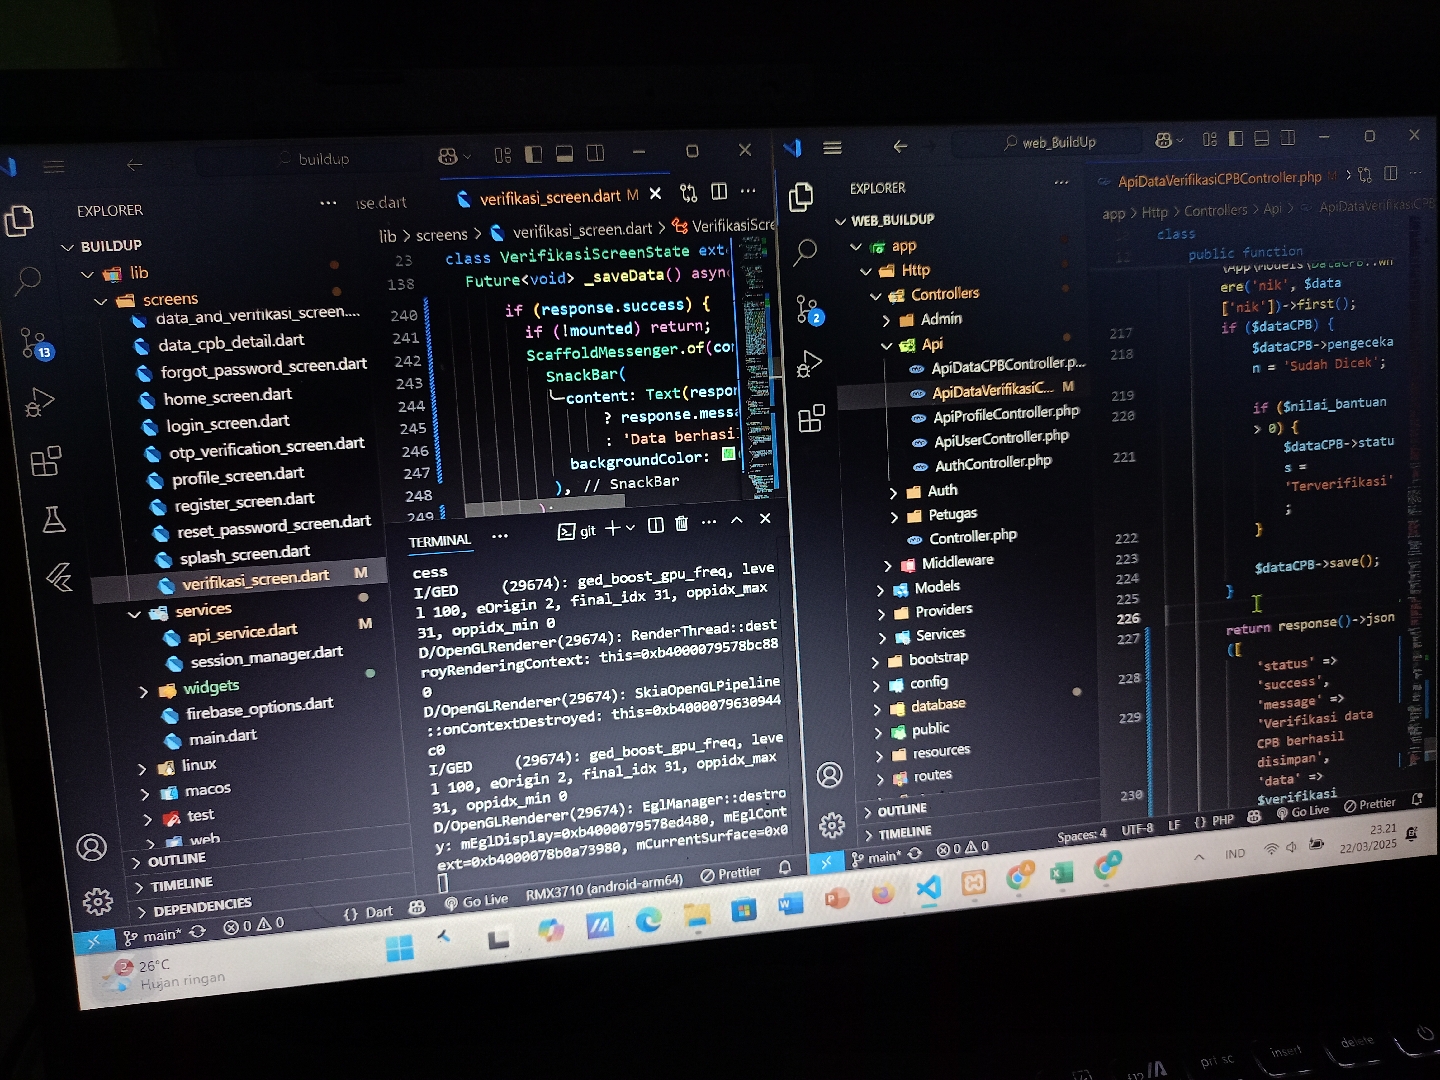 buildup
EXPLORER
BUILDUP
lib
screens
data_and_verifikasi_screen....
data_cpb_detail.dart
forgot_password_screen.dart
home_screen.dart
login_screen.dart
otp_verification_screen.dart
profile_screen.dart
register_screen.dart
reset_password_screen.dart
splash_screen.dart
verifikasi_screen.dart M
services
api_service.dart M
session_manager.dart
widgets
firebase_options.dart
main.dart
linux
macos
test
web
OUTLINE
TIMELINE
DEPENDENCIES
13
verifikasi_screen.dart M
lib > screens > verifikasi_screen.dart > VerifikasiScre
23 class VerifikasiScreenState ext
138 Future<void> _saveData() asyn
240 if (response.success) {
241 if (!mounted) return;
242 ScaffoldMessenger.of(co
243 SnackBar(
244 content: Text(respon
245 ? response.messa
246 : 'Data berhasi
247 backgroundColor:
248 ), // SnackBar
249 );
TERMINAL
git
cess
I/GED (29674): ged_boost_gpu_freq, leve
l 100, eOrigin 2, final_idx 31, oppidx_max
31, oppidx_min 0
D/OpenGLRenderer(29674): RenderThread::dest
royRenderingContext: this=0xb4000079578bc88
0
D/OpenGLRenderer(29674): SkiaOpenGLPipeline
::onContextDestroyed: this=0xb4000079630944
c0
I/GED (29674): ged_boost_gpu_freq, leve
l 100, eOrigin 2, final_idx 31, oppidx_max
31, oppidx_min 0
D/OpenGLRenderer(29674): EglManager::destro
y: mEglDisplay=0xb4000079578ed480, mEglCont
ext=0xb4000078b0a73980, mCurrentSurface=0x0
main* 0 0
{} Dart
Go Live
RMX3710 (android-arm64)
Prettier
web_BuildUp
EXPLORER
WEB_BUILDUP
app
Http
Controllers
Admin
Api
ApiDataCPBController.p...
ApiDataVerifikasiC... M
ApiProfileController.php
ApiUserController.php
AuthController.php
Auth
Petugas
Controller.php
Middleware
Models
Providers
Services
bootstrap
config
database
public
resources
routes
OUTLINE
TIMELINE
2
ApiDataVerifikasiCPBController.php M
app > Http > Controllers > Api > ApiDataVerifikasiCPB
class
12 public function
ere('nik', $data
['nik'])->first();
217 if ($dataCPB) {
218 $dataCPB->pengeceka
n = 'Sudah Dicek';
219
220 if ($nilai_bantuan
> 0) {
221 $dataCPB->statu
s =
'Terverifikasi'
;
222 }
223
224 $dataCPB->save();
225 }
226
227 return response()->json
([
228 'status' =>
'success',
229 'message' =>
'Verifikasi data
CPB berhasil
disimpan',
230 'data' =>
$verifikasi
main* 0 0
Spaces: 4
UTF-8
LF
{} PHP
Go Live
Prettier
2
26°C
Hujan ringan
IND
23.21
22/03/2025
prt sc
insert
delete